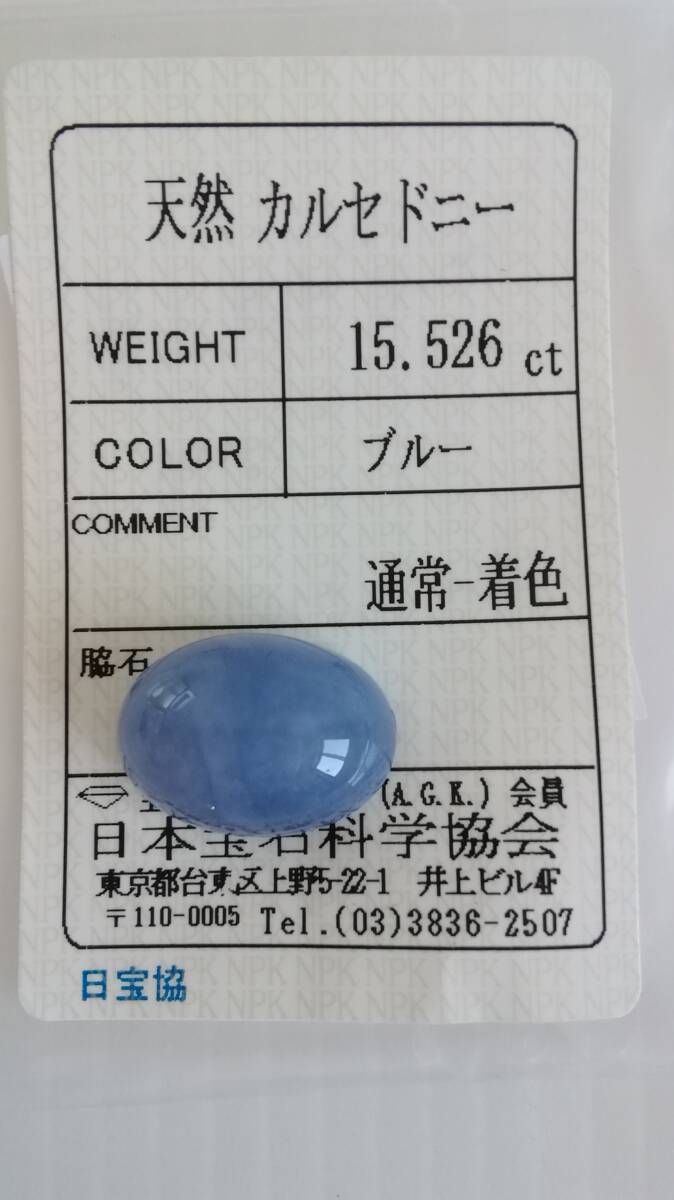 天然 カルセドニー
WEIGHT 15.526 ct
COLOR ブルー
COMMENT
通常-着色
脇石
(A.G.K.) 会員
日本宝石科学協会
東京都台東区上野5-22-1 井上ビル4F
〒110-0005 Tel.(03)3836-2507
日宝協